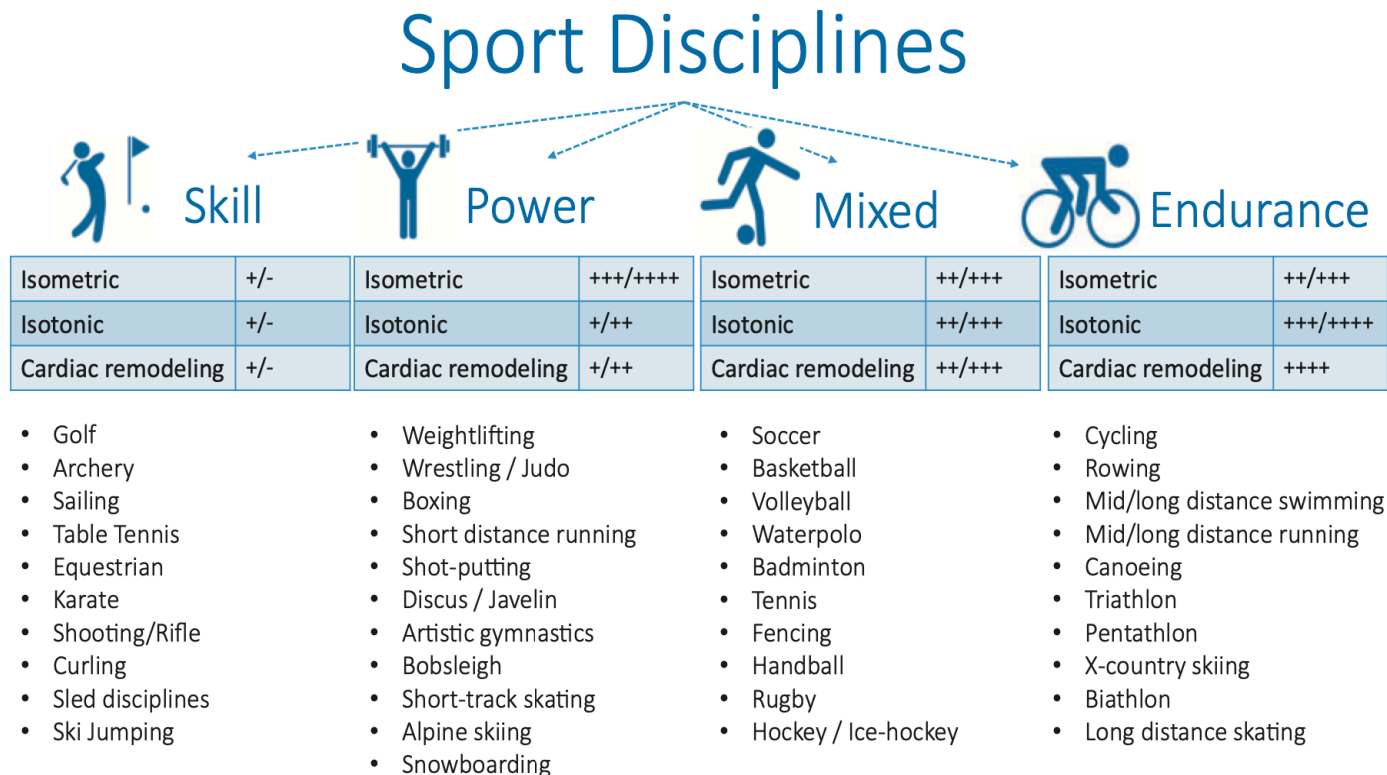 Sport Disciplines
Skill
Isometric +/-
Isotonic +/-
Cardiac remodeling +/-
• Golf
• Archery
• Sailing
• Table Tennis
• Equestrian
• Karate
• Shooting/Rifle
• Curling
• Sled disciplines
• Ski Jumping
Power
Isometric +++/++++
Isotonic +/++
Cardiac remodeling +/++
• Weightlifting
• Wrestling / Judo
• Boxing
• Short distance running
• Shot-putting
• Discus / Javelin
• Artistic gymnastics
• Bobsleigh
• Short-track skating
• Alpine skiing
• Snowboarding
Mixed
Isometric ++/+++
Isotonic ++/+++
Cardiac remodeling ++/+++
• Soccer
• Basketball
• Volleyball
• Waterpolo
• Badminton
• Tennis
• Fencing
• Handball
• Rugby
• Hockey / Ice-hockey
Endurance
Isometric ++/+++
Isotonic +++/++++
Cardiac remodeling ++++
• Cycling
• Rowing
• Mid/long distance swimming
• Mid/long distance running
• Canoeing
• Triathlon
• Pentathlon
• X-country skiing
• Biathlon
• Long distance skating